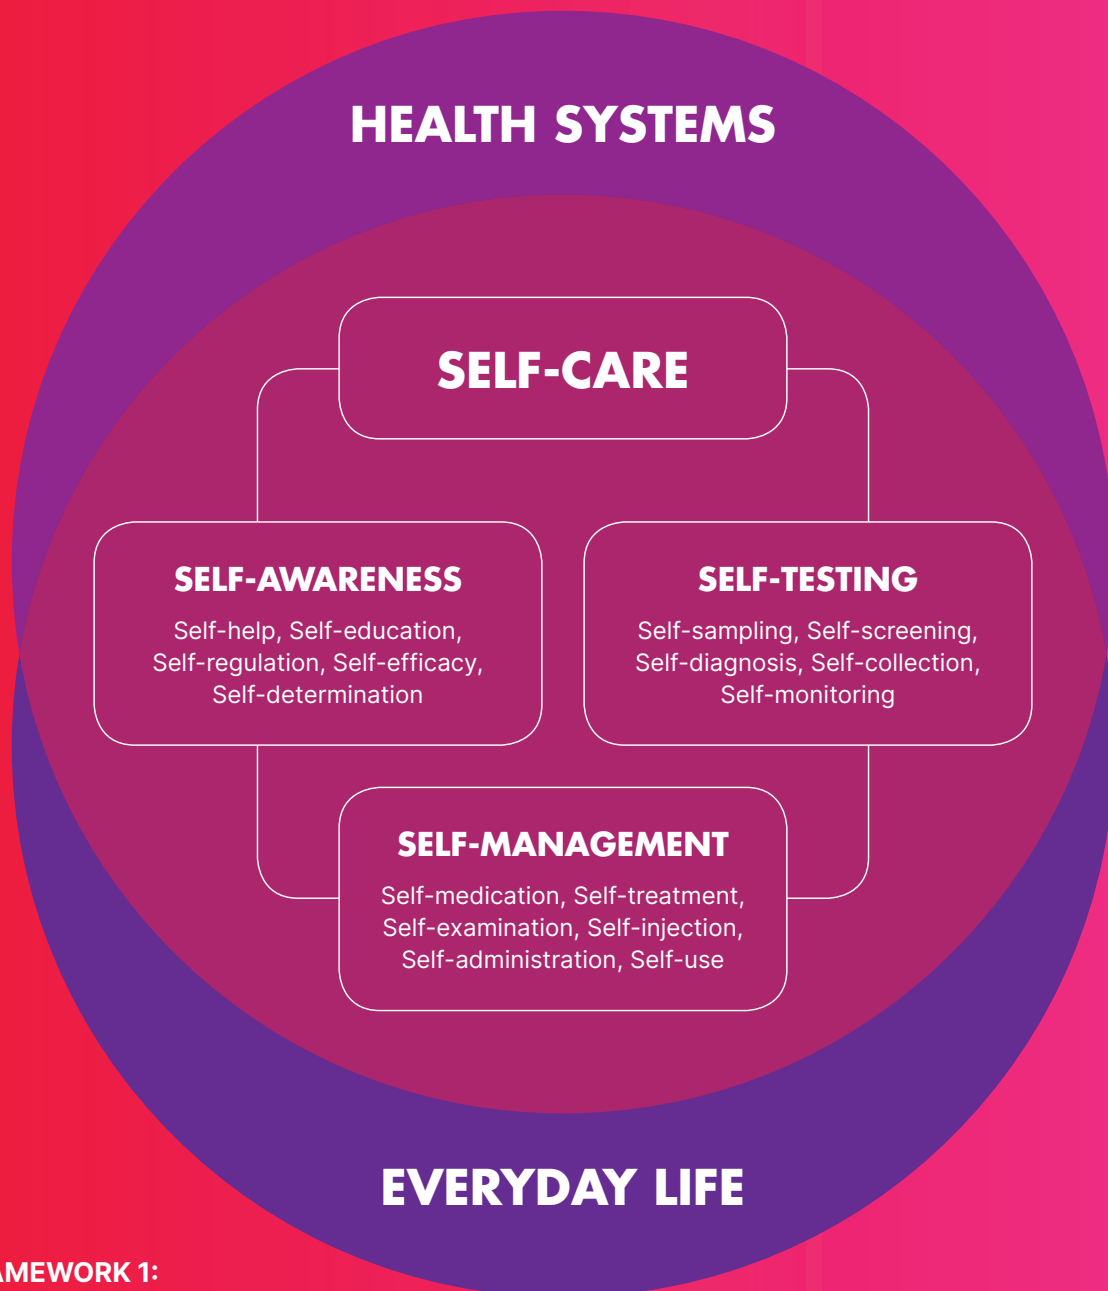 HEALTH SYSTEMS
SELF-CARE
SELF-AWARENESS
Self-help, Self-education,
Self-regulation, Self-efficacy,
Self-determination
SELF-TESTING
Self-sampling, Self-screening,
Self-diagnosis, Self-collection,
Self-monitoring
SELF-MANAGEMENT
Self-medication, Self-treatment,
Self-examination, Self-injection,
Self-administration, Self-use
EVERYDAY LIFE
AMEWORK 1: